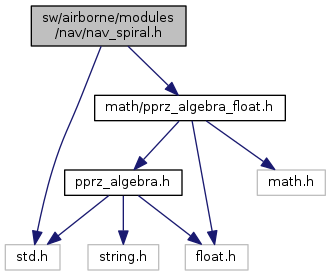 sw/airborne/modules
/nav/nav_spiral.h
math/pprz_algebra_float.h
pprz_algebra.h
math.h
std.h
string.h
float.h